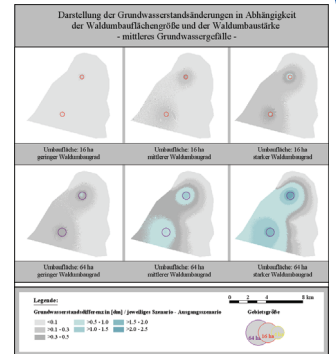 Darstellung der Grundwasserstandsänderungen in Abhängigkeit
der Waldumbauflächengröße und der Waldumbaustärke
- mittleres Grundwassergefälle -
Umbaufläche: 16 ha
geringer Waldumbaugrad
Umbaufläche: 16 ha
mittlerer Waldumbaugrad
Umbaufläche: 16 ha
starker Waldumbaugrad
Umbaufläche: 64 ha
geringer Waldumbaugrad
Umbaufläche: 64 ha
mittlerer Waldumbaugrad
Umbaufläche: 64 ha
starker Waldumbaugrad
Legende:
0 2 4 8 km
Grundwasserstandsdifferenz in [dm] / jeweiliges Szenario - Ausgangsszenario
Gebietsgröße
<0.1
>0.1 - 0.3
>0.3 - 0.5
>0.5 - 1.0
>1.0 - 1.5
>1.5 - 2.0
>2.0 - 2.5
64 ha
16 ha